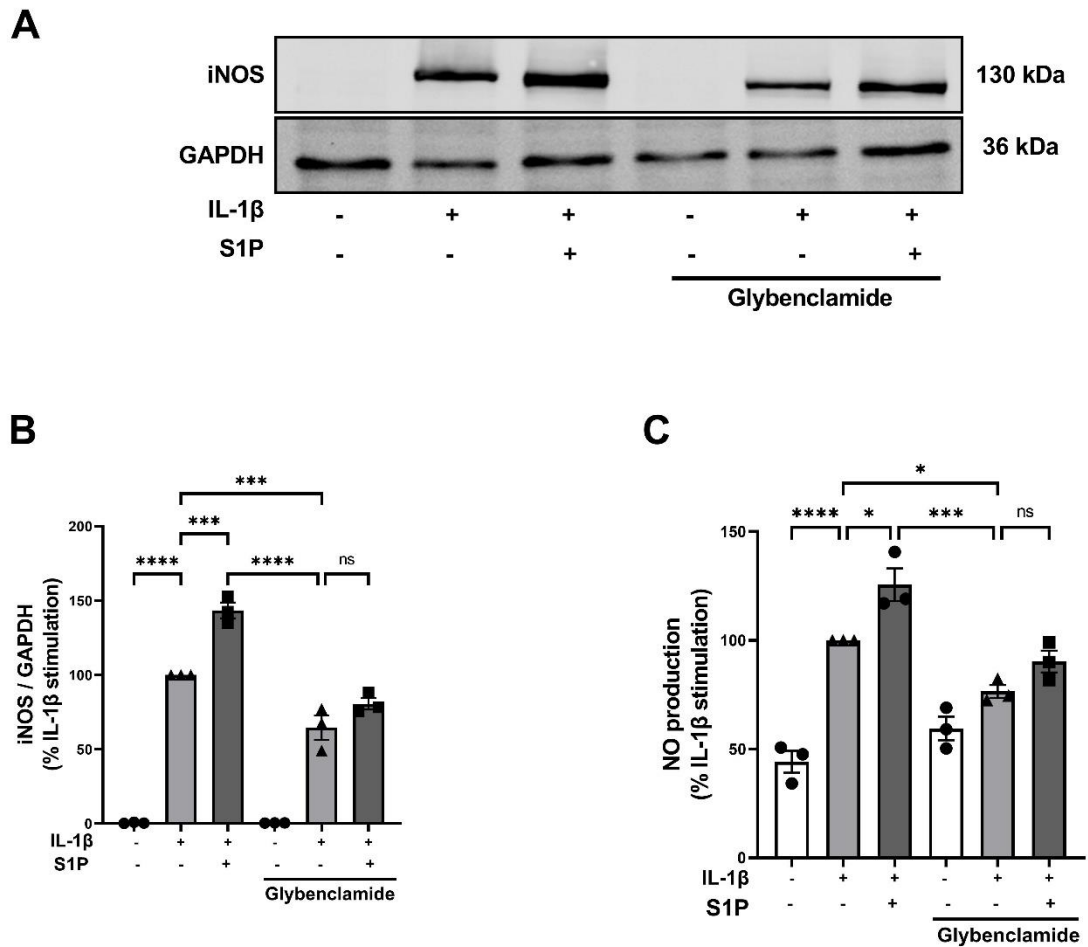 A
iNOS 130 kDa
GAPDH 36 kDa
IL-1β - + + - + +
S1P - - + - - +
Glybenclamide
B
iNOS / GAPDH
(% IL-1β stimulation)
***
***
**** **** ns
200
150
100
50
0
IL-1β - + + - + +
S1P - - + - - +
Glybenclamide
C
NO production
(% IL-1β stimulation)
*
**** * *** ns
150
100
50
0
IL-1β - + + - + +
S1P - - + - - +
Glybenclamide